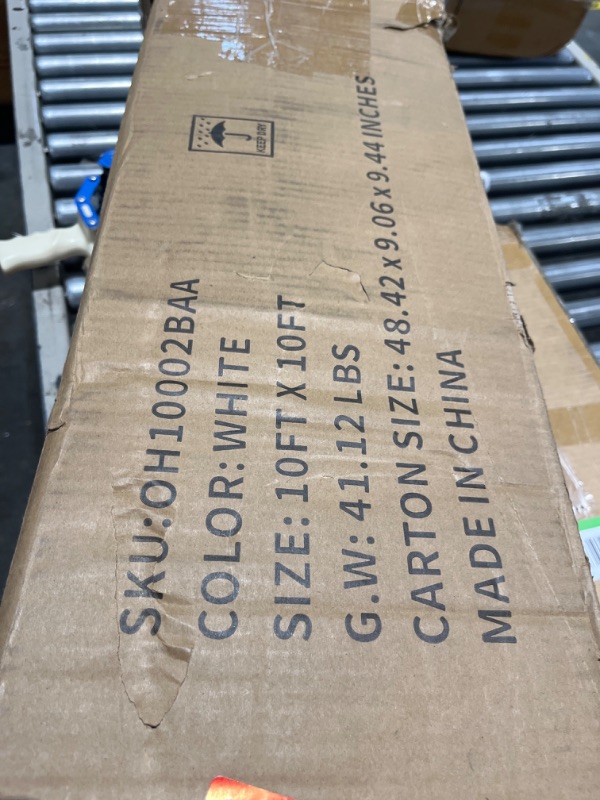 KEEP DRY
SKU:OH10002BAA
COLOR: WHITE
SIZE: 10FT X 10FT
G.W: 41.12 LBS
CARTON SIZE: 48.42 x 9.06 x 9.44 INCHES
MADE IN CHINA